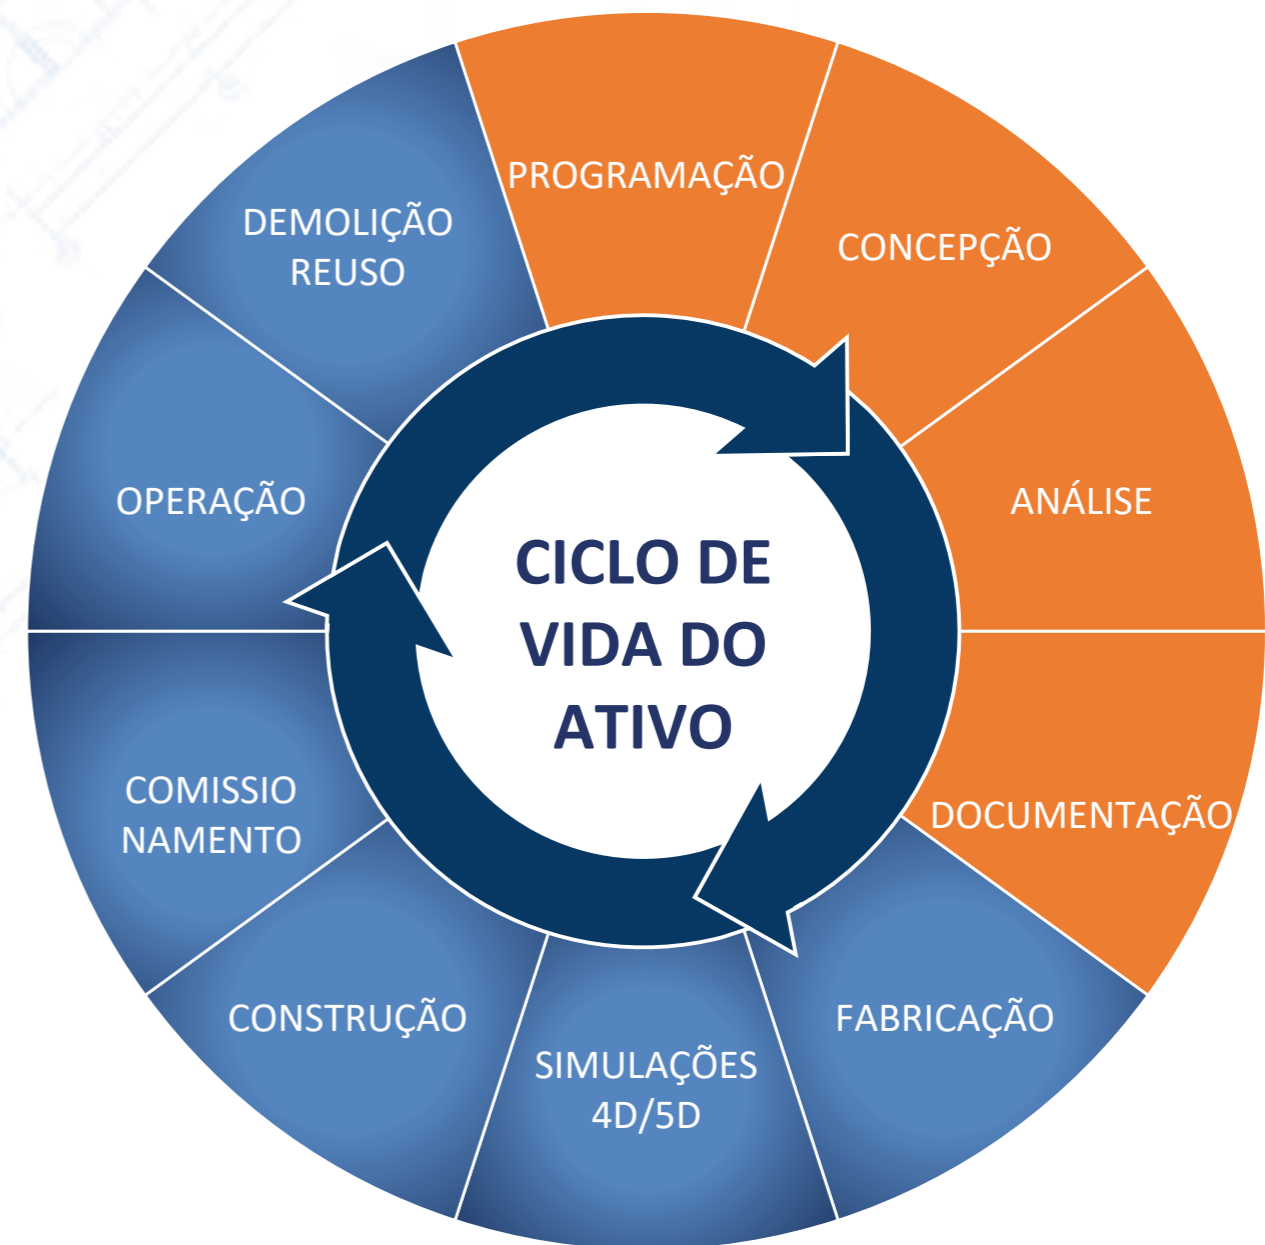 PROGRAMAÇÃO
CONCEPÇÃO
ANÁLISE
DOCUMENTAÇÃO
FABRICAÇÃO
SIMULAÇÕES
4D/5D
CONSTRUÇÃO
COMISSIO
NAMENTO
OPERAÇÃO
DEMOLIÇÃO
REUSO
CICLO DE
VIDA DO
ATIVO